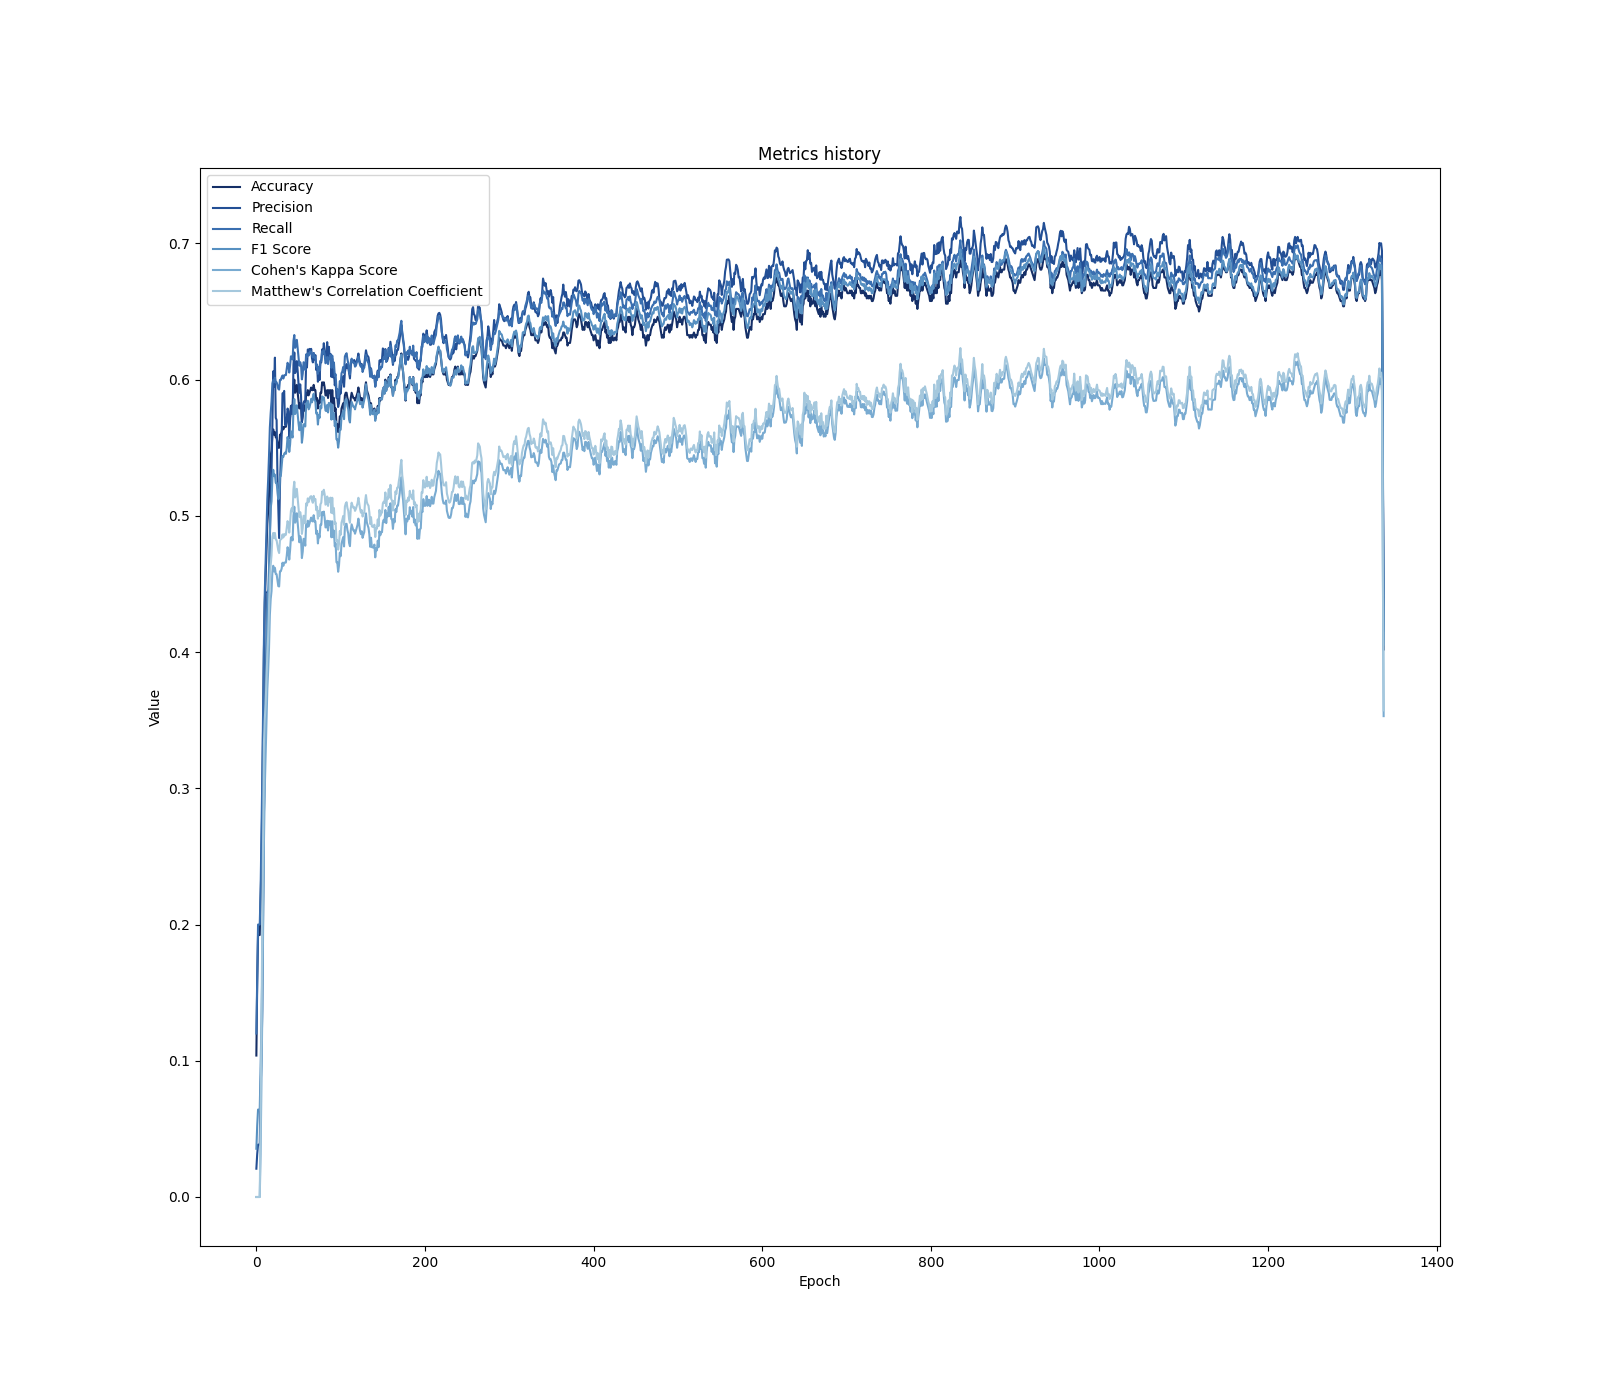 Metrics history
Accuracy
Precision
Recall
F1 Score
Cohen's Kappa Score
Matthew's Correlation Coefficient
0.7
0.6
0.5
0.4
0.3
0.2
0.1
0.0
Value
0 200 400 600 800 1000 1200 1400
Epoch